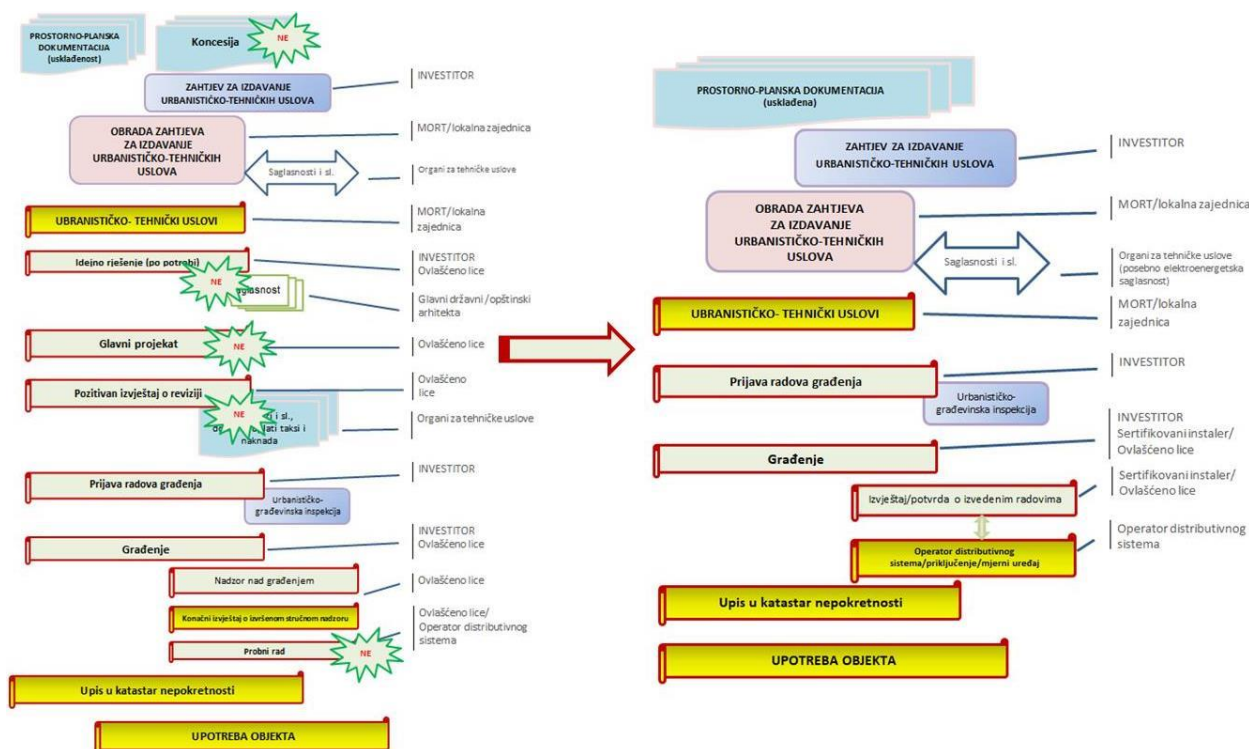 PROSTORNO-PLANSKA
DOKUMENTACIJA
(usklađenost)
Koncesija
NE
ZAHTJEV ZA IZDAVANJE
URBANISTIČKO-TEHNIČKIH USLOVA
INVESTITOR
OBRADA ZAHTJEVA
ZA IZDAVANJE
URBANISTIČKO-TEHNIČKIH
USLOVA
MORT/lokalna zajednica
Saglasnosti i sl.
Organi za tehničke uslove
UBRANISTIČKO- TEHNIČKI USLOVI
MORT/lokalna
zajednica
Idejno rješenje (po potrebi)
INVESTITOR
Ovlašćeno lice
NE
Glavni državni/opštinski
arhitekta
Glavni projekat
NE
Ovlašćeno lice
Pozitivan izvještaj o reviziji
Ovlašćeno
lice
NE
i sl.,
taksi i
naknada
Organi za tehničke uslove
Prijava radova građenja
INVESTITOR
Urbanističko-
građevinska inspekcija
Građenje
INVESTITOR
Ovlašćeno lice
Nadzor nad građenjem
Ovlašćeno lice
Konačni izvještaj o izvršenom stručnom nadzoru
Probni rad
NE
Ovlašćeno lice/
Operator distributivnog
sistema
Upis u katastar nepokretnosti
UPOTREBA OBJEKTA
PROSTORNO-PLANSKA DOKUMENTACIJA
(usklađena)
ZAHTJEV ZA IZDAVANJE
URBANISTIČKO-TEHNIČKIH USLOVA
INVESTITOR
OBRADA ZAHTJEVA
ZA IZDAVANJE
URBANISTIČKO-TEHNIČKIH
USLOVA
MORT/lokalna zajednica
Saglasnosti i sl.
Organi za tehničke uslove
(posebno elektroenergetska
saglasnost)
UBRANISTIČKO- TEHNIČKI USLOVI
MORT/lokalna
zajednica
Prijava radova građenja
INVESTITOR
Urbanističko-
građevinska inspekcija
Građenje
INVESTITOR
Sertifikovani instaler/
Ovlašćeno lice
Izvještaj/potvrda o izvedenim radovima
Sertifikovani instaler/
Ovlašćeno lice
Operator distributivnog
sistema/priključenje/mjerni uređaj
Operator distributivnog
sistema
Upis u katastar nepokretnosti
UPOTREBA OBJEKTA